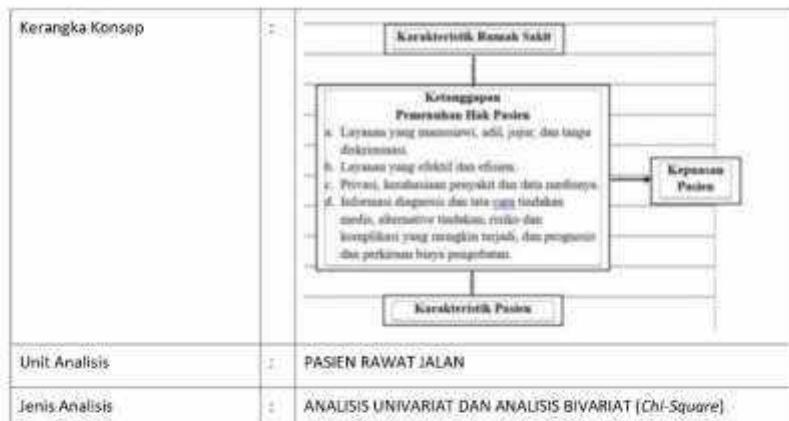 Kerangka Konsep :
Karakteristik Rumah Sakit
Ketanggapan
Pemenuhan Hak Pasien
a. Layanan yang manusiawi, adil, jujur, dan tanpa
diskriminasi.
b. Layanan yang efektif dan efisien.
c. Privasi, kerahasiaan penyakit dan data medisnya.
d. Informasi diagnosis dan tata cara tindakan
medis, alternative tindakan, risiko dan
komplikasi yang mungkin terjadi, dan prognosis
dan perkiraan biaya pengobatan.
Kepuasan
Pasien
Karakteristik Pasien
Unit Analisis : PASIEN RAWAT JALAN
Jenis Analisis : ANALISIS UNIVARIAT DAN ANALISIS BIVARIAT (Chi-Square)